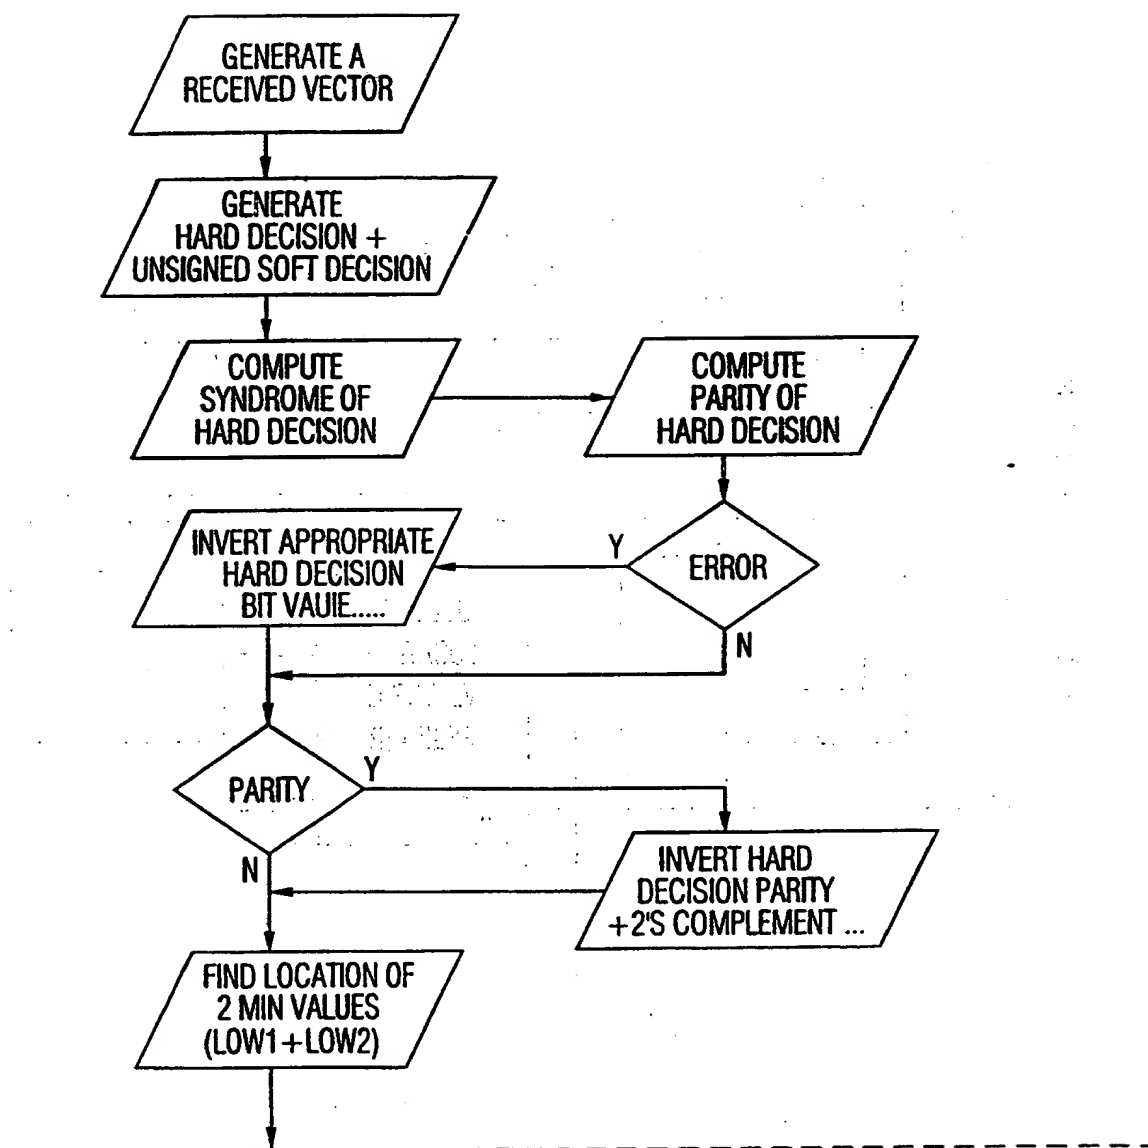 GENERATE A
RECEIVED VECTOR
GENERATE
HARD DECISION +
UNSIGNED SOFT DECISION
COMPUTE
SYNDROME OF
HARD DECISION
COMPUTE
PARITY OF
HARD DECISION
ERROR
Y
N
INVERT APPROPRIATE
HARD DECISION
BIT VAUIE.....
PARITY
Y
N
INVERT HARD
DECISION PARITY
+2'S COMPLEMENT ...
FIND LOCATION OF
2 MIN VALUES
(LOW1+LOW2)